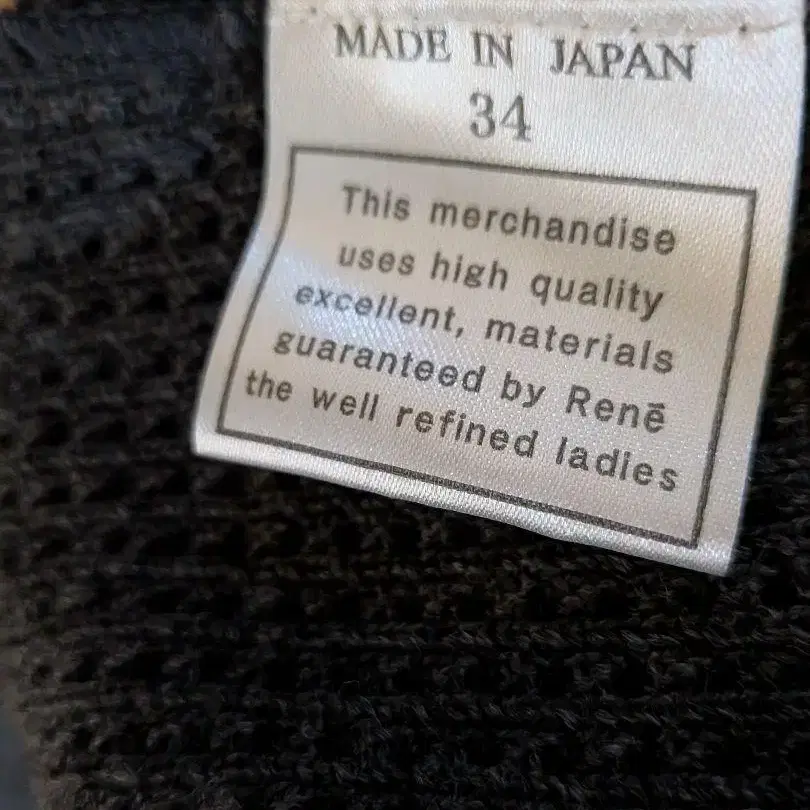 MADE IN JAPAN
34
This merchandise
uses high quality
excellent, materials
guaranteed by Renē
the well refined ladies